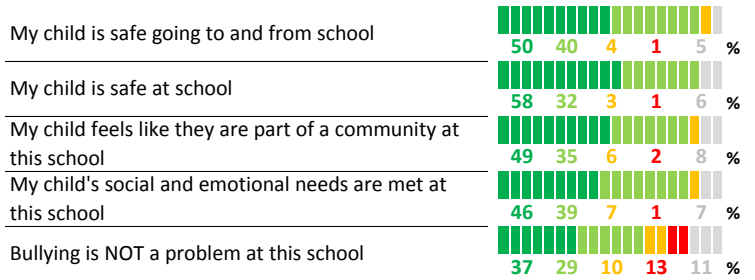 My child is safe going to and from school
50 40 4 1 5 %
My child is safe at school
58 32 3 1 6 %
My child feels like they are part of a community at
this school
49 35 6 2 8 %
My child's social and emotional needs are met at
this school
46 39 7 1 7 %
Bullying is NOT a problem at this school
37 29 10 13 11 %